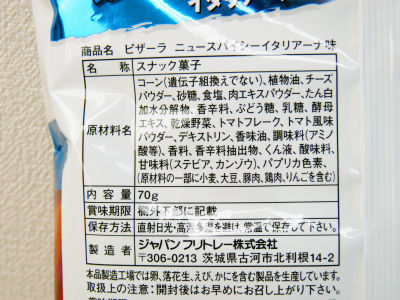 イタリアーナ
商品名 ピザーラ ニュースパイシーイタリアーナ味
名称 スナック菓子
原材料名 コーン(遺伝子組換えでない)、植物油、チーズ
パウダー、砂糖、食塩、肉エキスパウダー、たん白
加水分解物、香辛料、ぶどう糖、乳糖、酵母
エキス、乾燥野菜、トマトフレーク、トマト風味
パウダー、デキストリン、香味油、調味料(アミノ
酸等)、香料、香辛料抽出物、くん液、酸味料、
甘味料(ステビア、カンゾウ)、パプリカ色素、
(原材料の一部に小麦、大豆、豚肉、鶏肉、りんごを含む)
内容量 70g
賞味期限 欄外下部に記載
保存方法 直射日光・高温多湿を避け、常温で保存して下さい。
製造者 ジャパンフリトレー株式会社
〒306-0213 茨城県古河市北利根14-12
本品製造工場では卵、落花生、えび、かにを含む製品を生産しています。
取扱上の注意:開封後はお早めにお召し上がり下さい。